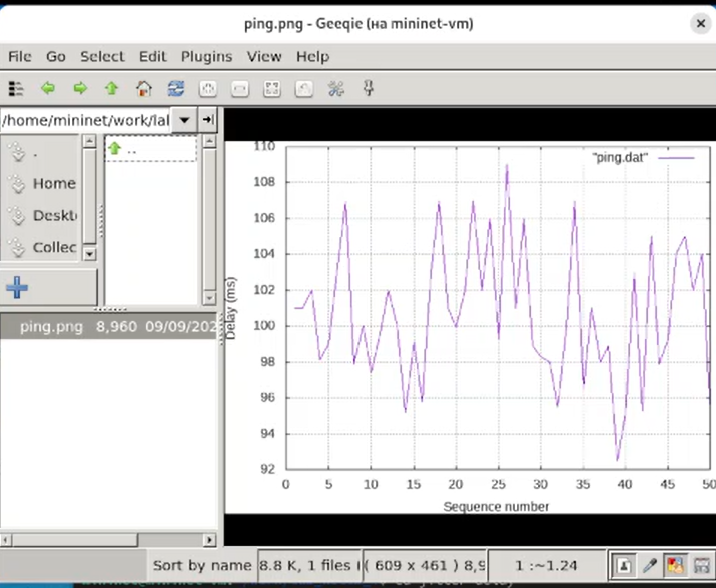 ping.png - Geeqie (на mininet-vm)
File Go Select Edit Plugins View Help
/home/mininet/work/lal
.
..
Home
Deskt
Collec
ping.png 8,960 09/09/202
110
108
106
104
102
100
98
96
94
92
"ping.dat"
Delay (ms)
0 5 10 15 20 25 30 35 40 45 50
Sequence number
Sort by name 8.8 K, 1 files ( 609 x 461 ) 8,9 1 :~1.24